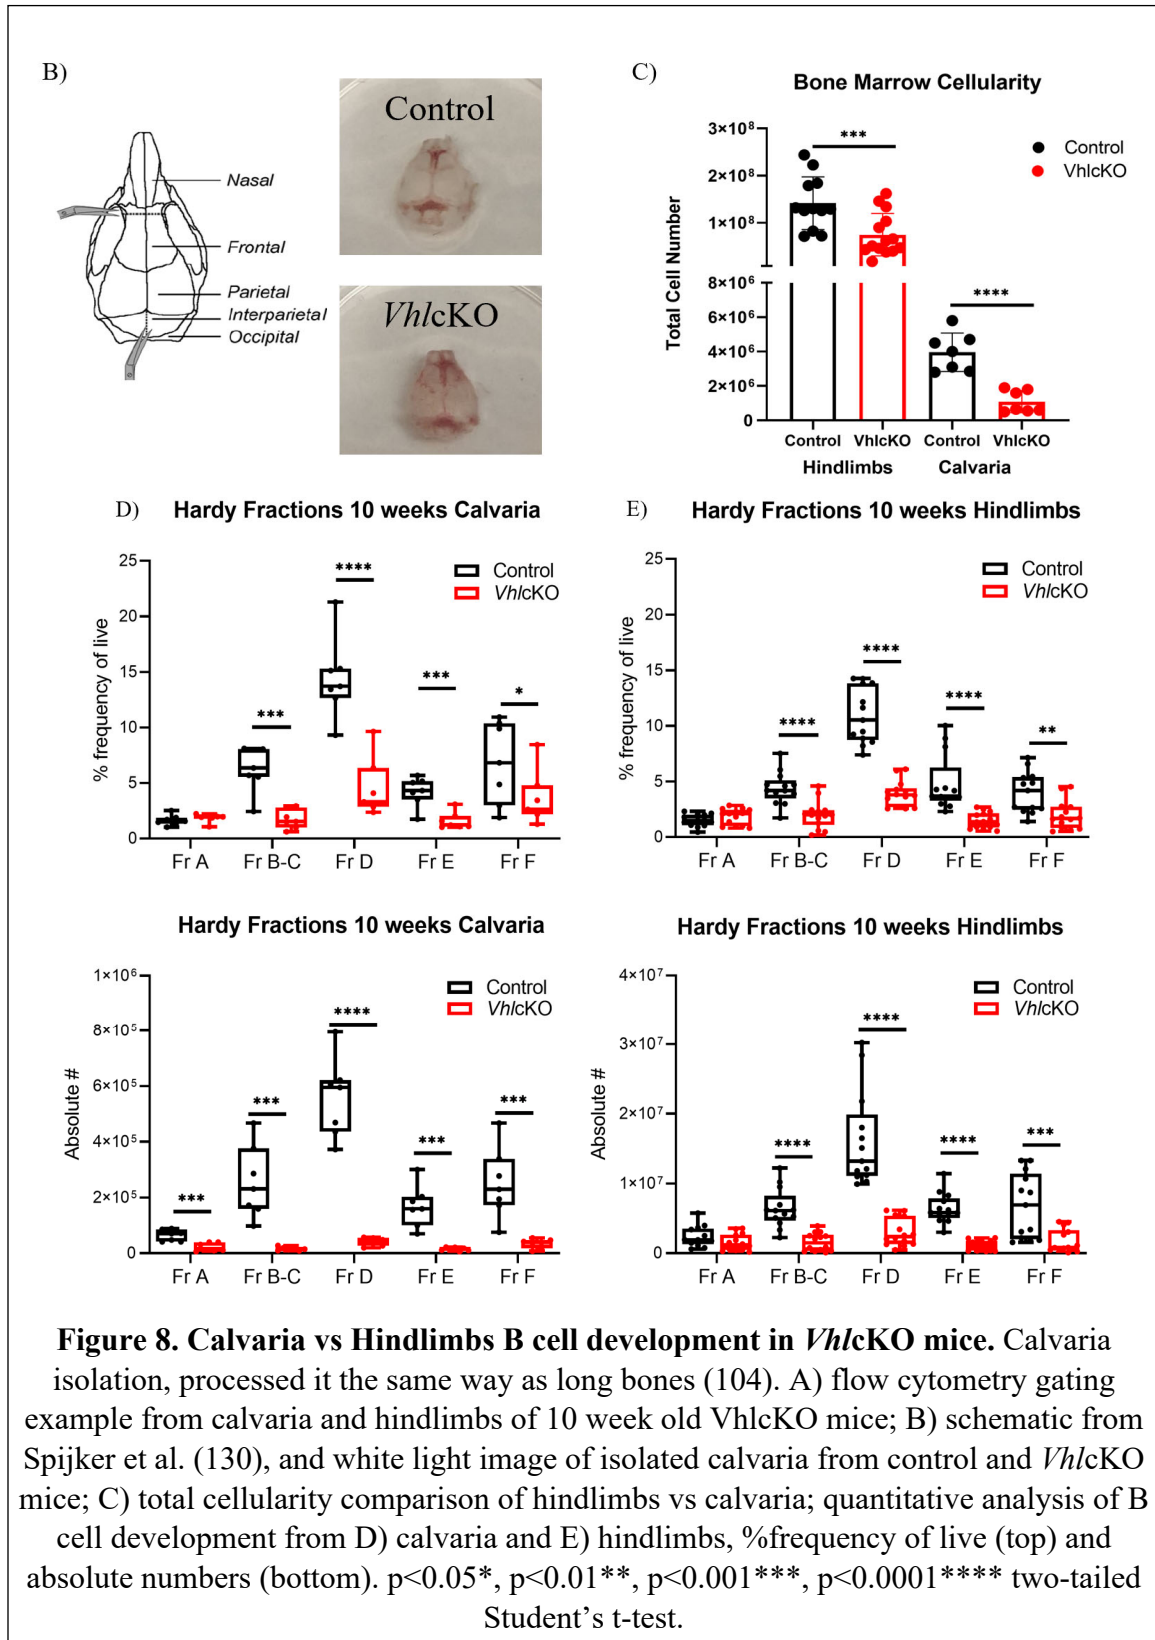 B)
Nasal
Frontal
Parietal
Interparietal
Occipital
Control
VhlcKO
C)
Bone Marrow Cellularity
Total Cell Number
3×10⁸
2×10⁸
1×10⁸
8×10⁶
6×10⁶
4×10⁶
2×10⁶
0
***
****
Control
VhlcKO
Control VhlcKO Control VhlcKO
Hindlimbs Calvaria
D) Hardy Fractions 10 weeks Calvaria
% frequency of live
25
20
15
10
5
0
Control
VhlcKO
***
****
***
*
Fr A Fr B-C Fr D Fr E Fr F
E) Hardy Fractions 10 weeks Hindlimbs
% frequency of live
25
20
15
10
5
0
Control
VhlcKO
****
****
****
**
Fr A Fr B-C Fr D Fr E Fr F
Hardy Fractions 10 weeks Calvaria
Absolute #
1×10⁶
8×10⁵
6×10⁵
4×10⁵
2×10⁵
0
Control
VhlcKO
***
***
****
***
***
Fr A Fr B-C Fr D Fr E Fr F
Hardy Fractions 10 weeks Hindlimbs
Absolute #
4×10⁷
3×10⁷
2×10⁷
1×10⁷
0
Control
VhlcKO
****
****
****
***
Fr A Fr B-C Fr D Fr E Fr F
Figure 8. Calvaria vs Hindlimbs B cell development in VhlcKO mice. Calvaria
isolation, processed it the same way as long bones (104). A) flow cytometry gating
example from calvaria and hindlimbs of 10 week old VhlcKO mice; B) schematic from
Spijker et al. (130), and white light image of isolated calvaria from control and VhlcKO
mice; C) total cellularity comparison of hindlimbs vs calvaria; quantitative analysis of B
cell development from D) calvaria and E) hindlimbs, %frequency of live (top) and
absolute numbers (bottom). p<0.05*, p<0.01**, p<0.001***, p<0.0001**** two-tailed
Student’s t-test.